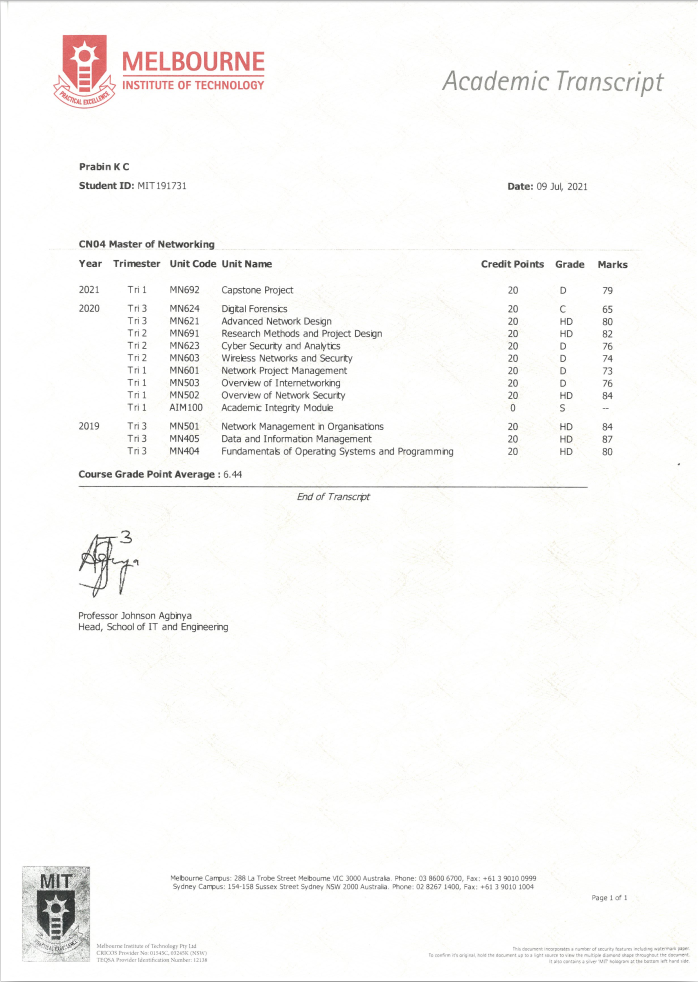 MELBOURNE
INSTITUTE OF TECHNOLOGY
PRACTICAL EXCELLENCE
Academic Transcript
Prabin K C
Student ID: MIT191731 Date: 09 Jul, 2021
CN04 Master of Networking
Year Trimester Unit Code Unit Name Credit Points Grade Marks
2021 Tri 1 MN692 Capstone Project 20 D 79
2020 Tri 3 MN624 Digital Forensics 20 C 65
Tri 3 MN621 Advanced Network Design 20 HD 80
Tri 2 MN691 Research Methods and Project Design 20 HD 82
Tri 2 MN623 Cyber Security and Analytics 20 D 76
Tri 2 MN603 Wireless Networks and Security 20 D 74
Tri 1 MN601 Network Project Management 20 D 73
Tri 1 MN503 Overview of Internetworking 20 D 76
Tri 1 MN502 Overview of Network Security 20 HD 84
Tri 1 AIM100 Academic Integrity Module 0 S --
2019 Tri 3 MN501 Network Management in Organisations 20 HD 84
Tri 3 MN405 Data and Information Management 20 HD 87
Tri 3 MN404 Fundamentals of Operating Systems and Programming 20 HD 80
Course Grade Point Average : 6.44
End of Transcript
Professor Johnson Agbinya
Head, School of IT and Engineering
MIT
PRACTICAL EXCELLENCE
Melbourne Campus: 288 La Trobe Street Melbourne VIC 3000 Australia. Phone: 03 8600 6700, Fax: +61 3 9010 0999
Sydney Campus: 154-158 Sussex Street Sydney NSW 2000 Australia. Phone: 02 8267 1400, Fax: +61 3 9010 1004
Page 1 of 1
Melbourne Institute of Technology Pty Ltd
CRICOS Provider No: 01545C, 03245K (NSW)
TEQSA Provider Identification Number: 12138
This document incorporates a number of security features including watermark paper.
To confirm it's original, hold the document up to a light source to view the multiple diamond shape throughout the document.
It also contains a silver 'MIT' hologram at the bottom left hand side.